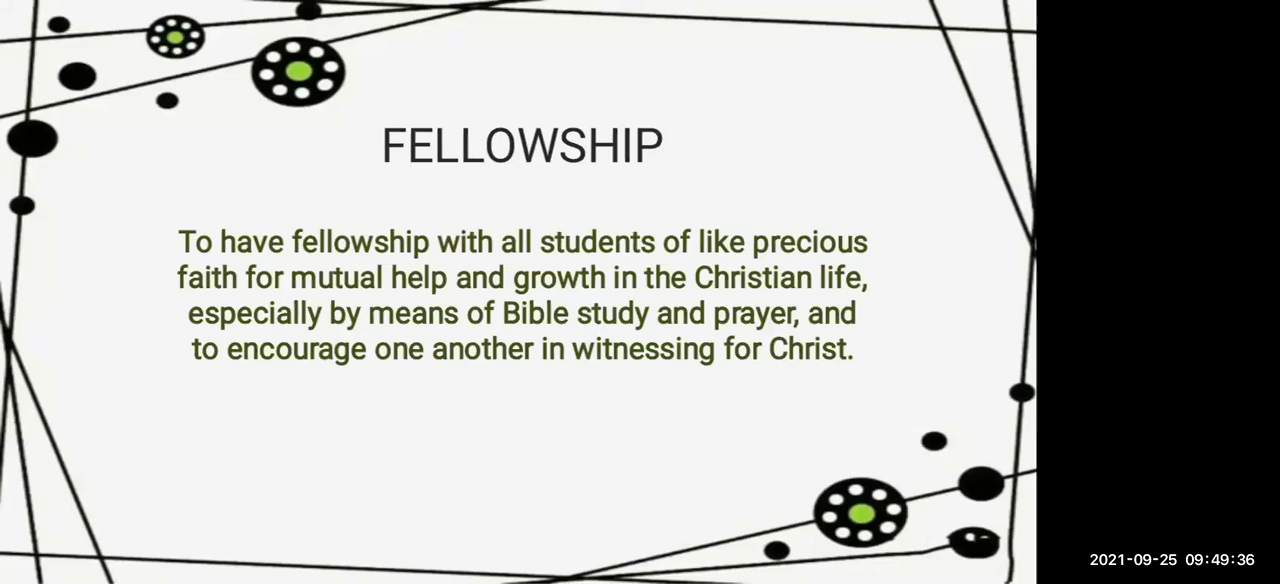 FELLOWSHIP
To have fellowship with all students of like precious
faith for mutual help and growth in the Christian life,
especially by means of Bible study and prayer, and
to encourage one another in witnessing for Christ.
2021-09-25 09:49:36